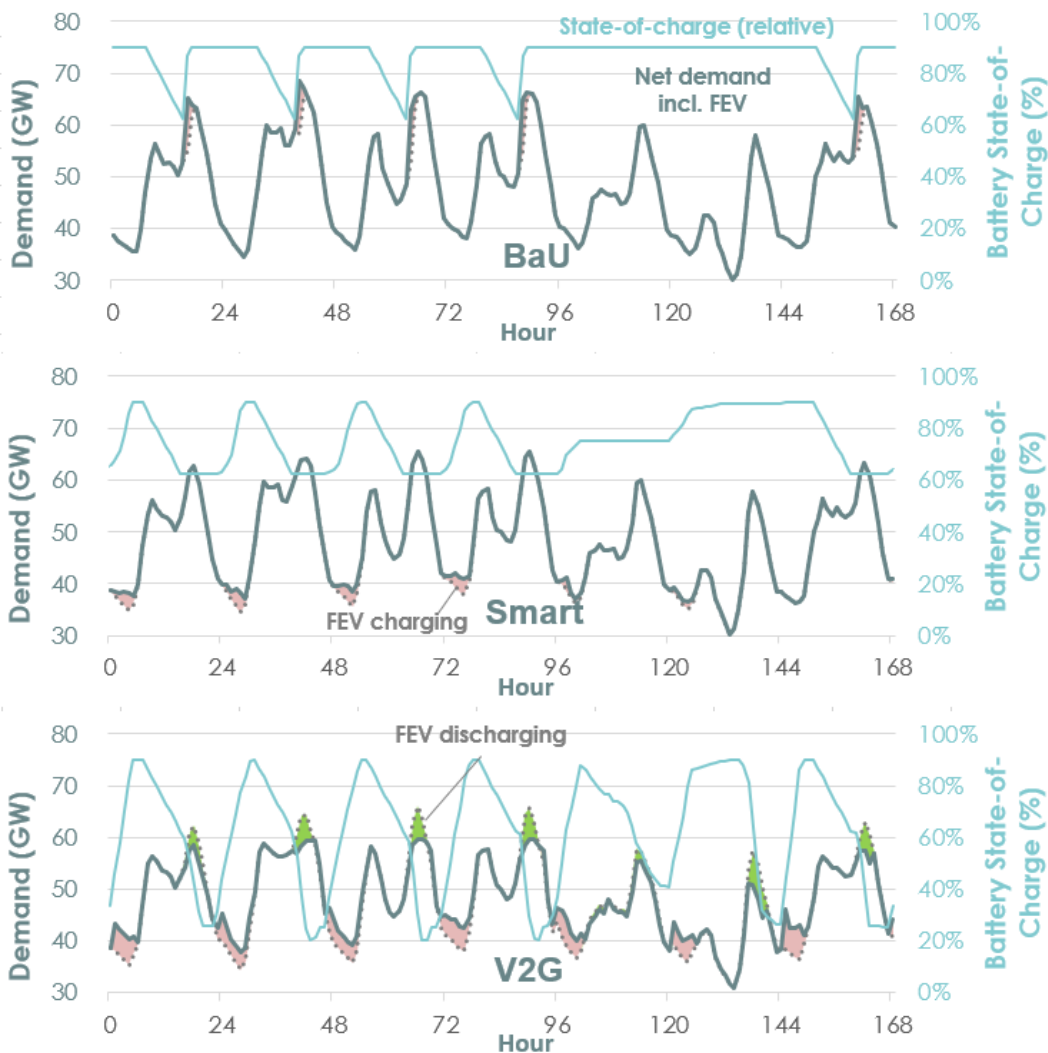 80
100%
State-of-charge (relative)
70
80%
Net demand
incl. FEV
60
60%
50
40%
40
20%
BaU
30
0%
Demand (GW)
Battery State-of-
Charge (%)
0 24 48 72 96 120 144 168
Hour
80
100%
70
80%
60
60%
50
40%
40
20%
FEV charging
Smart
30
0%
Demand (GW)
Battery State-of-
Charge (%)
0 24 48 72 96 120 144 168
Hour
80
FEV discharging
100%
70
80%
60
60%
50
40%
40
20%
V2G
30
0%
Demand (GW)
Battery State-of-
Charge (%)
0 24 48 72 96 120 144 168
Hour